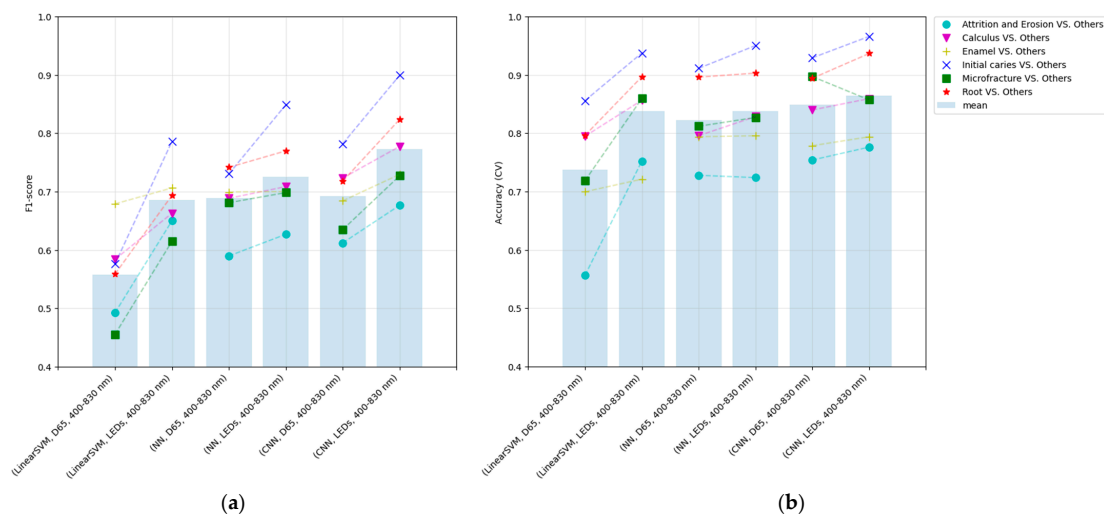 1.0
0.9
0.8
0.7
0.6
0.5
0.4
F1-score
(LinearSVM, D65, 400-830 nm)
(LinearSVM, LEDs, 400-830 nm)
(NN, D65, 400-830 nm)
(NN, LEDs, 400-830 nm)
(CNN, D65, 400-830 nm)
(CNN, LEDs, 400-830 nm)
(a)
1.0
0.9
0.8
0.7
0.6
0.5
0.4
Accuracy (CV)
(LinearSVM, D65, 400-830 nm)
(LinearSVM, LEDs, 400-830 nm)
(NN, D65, 400-830 nm)
(NN, LEDs, 400-830 nm)
(CNN, D65, 400-830 nm)
(CNN, LEDs, 400-830 nm)
(b)
Attrition and Erosion VS. Others
Calculus VS. Others
Enamel VS. Others
Initial caries VS. Others
Microfracture VS. Others
Root VS. Others
mean